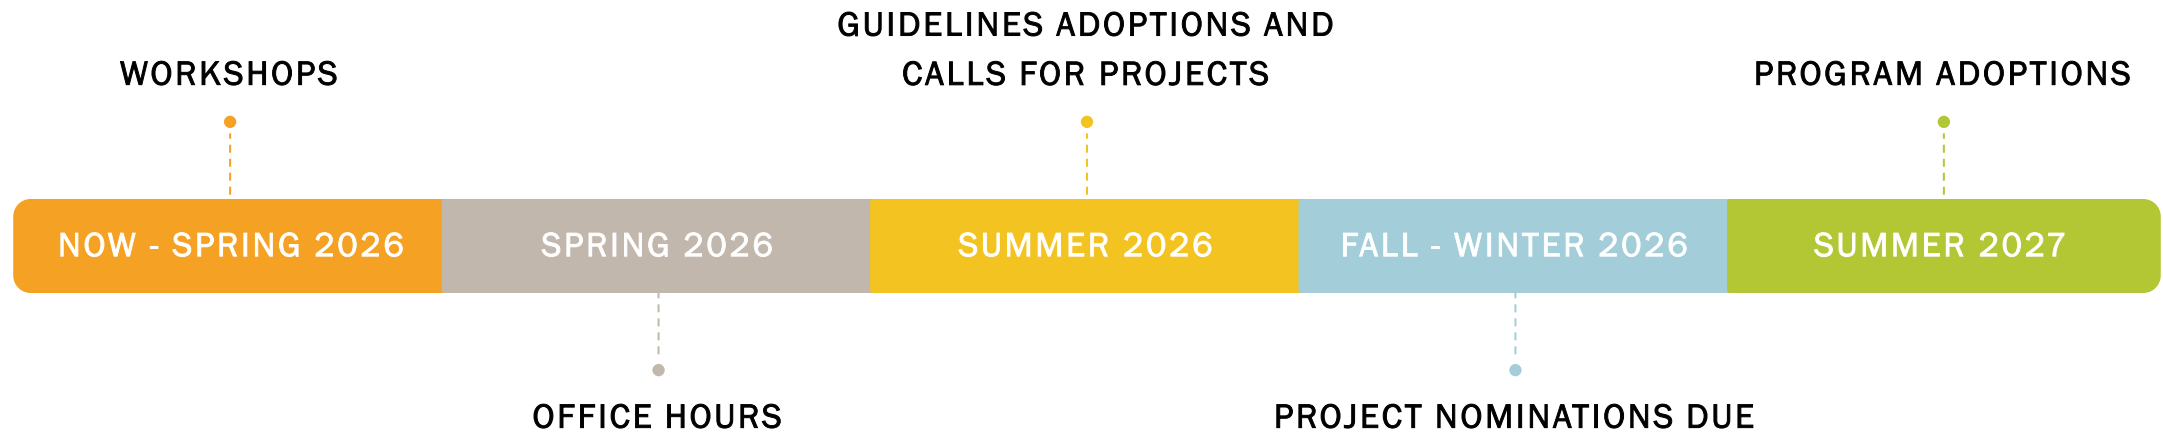 GUIDELINES ADOPTIONS AND
CALLS FOR PROJECTS
WORKSHOPS
PROGRAM ADOPTIONS
NOW - SPRING 2026
SPRING 2026
SUMMER 2026
FALL - WINTER 2026
SUMMER 2027
OFFICE HOURS
PROJECT NOMINATIONS DUE